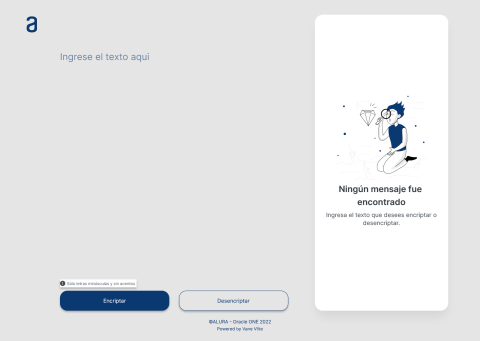 a
Ingrese el texto aquí
Ningún mensaje fue
encontrado
Ingresa el texto que desees encriptar o
desencriptar.
Sólo letras minúsculas y sin acentos
Encriptar
Desencriptar
©ALURA - Oracle ONE 2022
Powered by Vane Villa